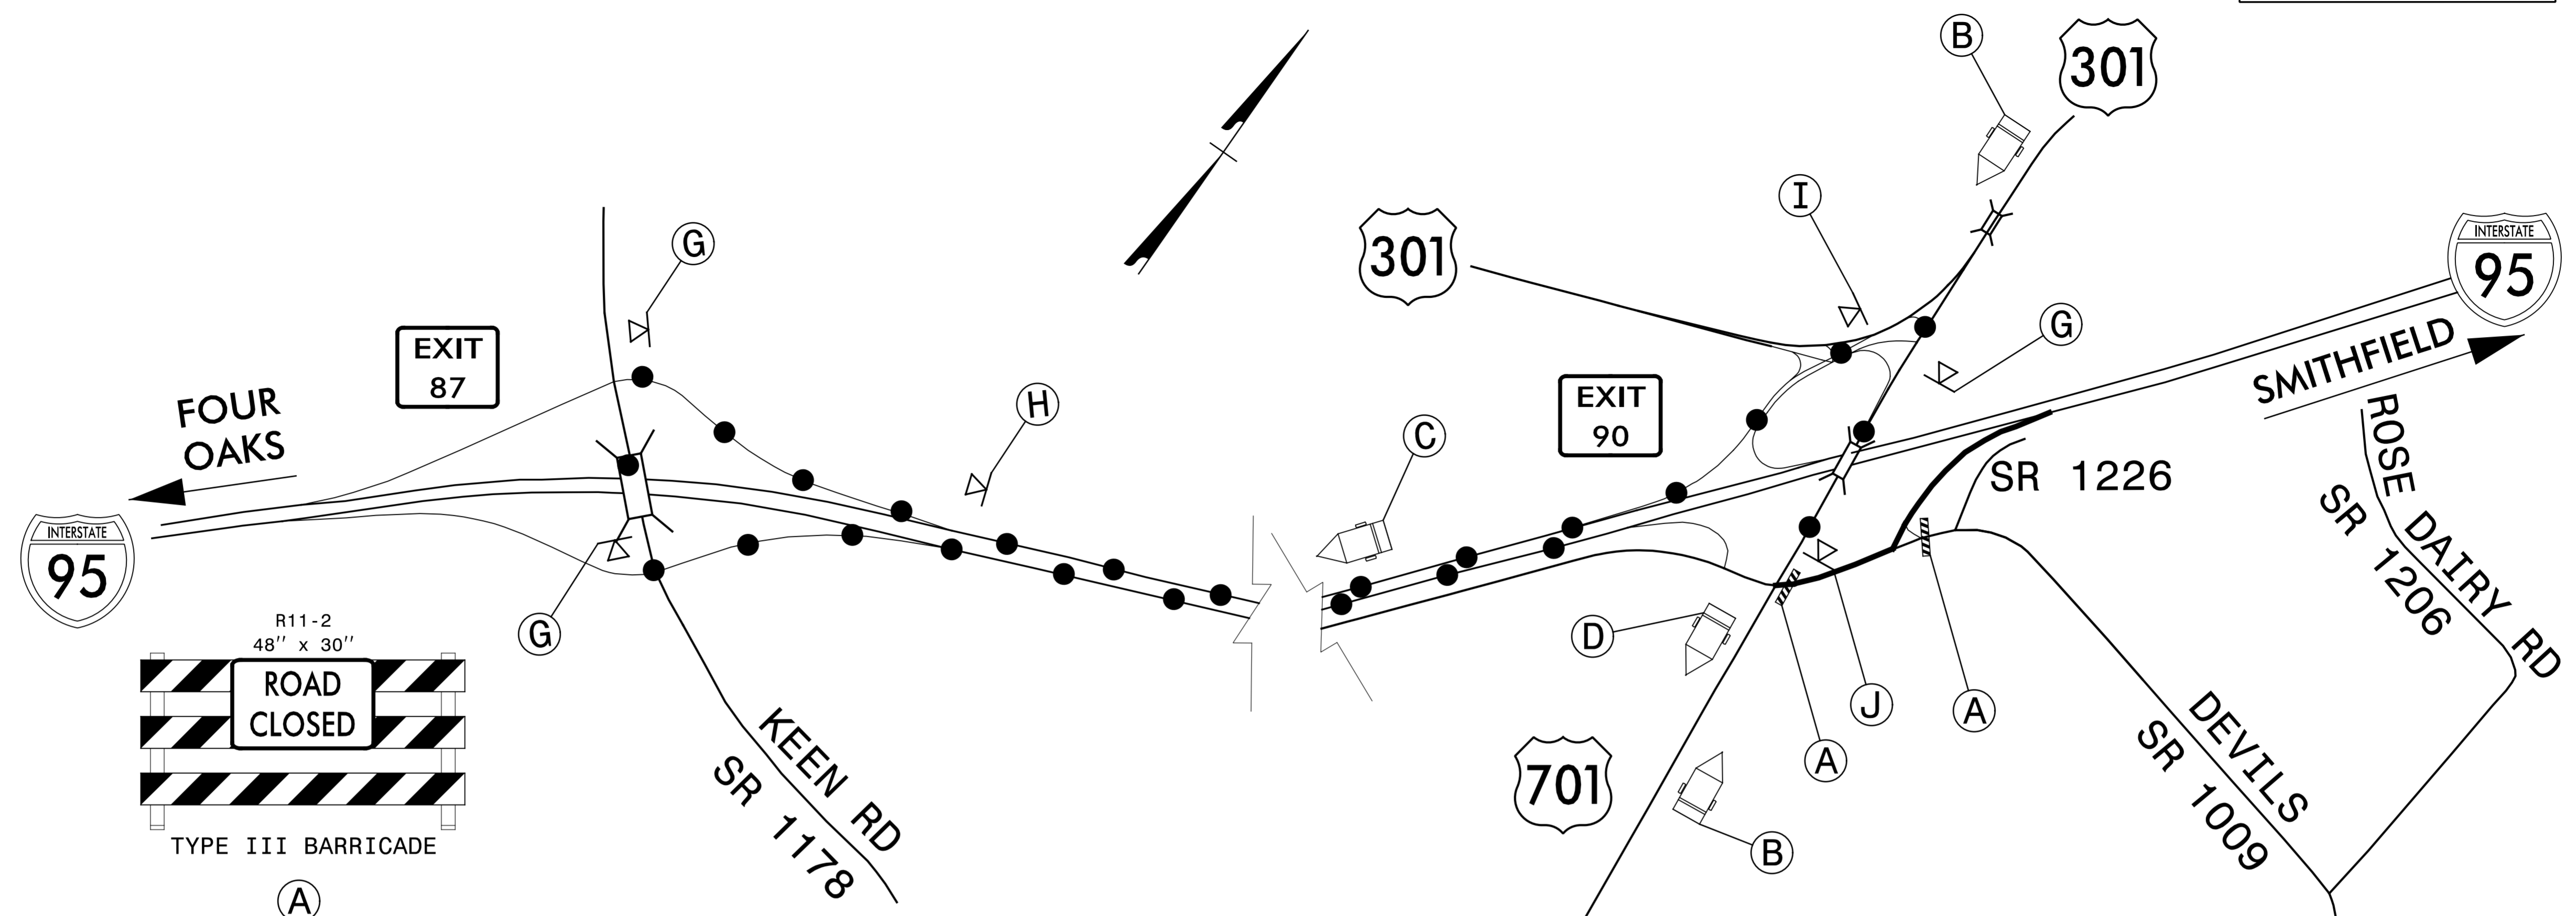 B
301
I
301
G
INTERSTATE
95
G
EXIT
87
H
EXIT
90
C
SMITHFIELD
FOUR
OAKS
SR 1226
ROSE DAIRY RD
SR 1206
INTERSTATE
95
G
D
R11-2
48" x 30"
ROAD
CLOSED
J
A
A
KEEN RD
SR 1178
701
DEVILS
SR 1009
B
TYPE III BARRICADE
A